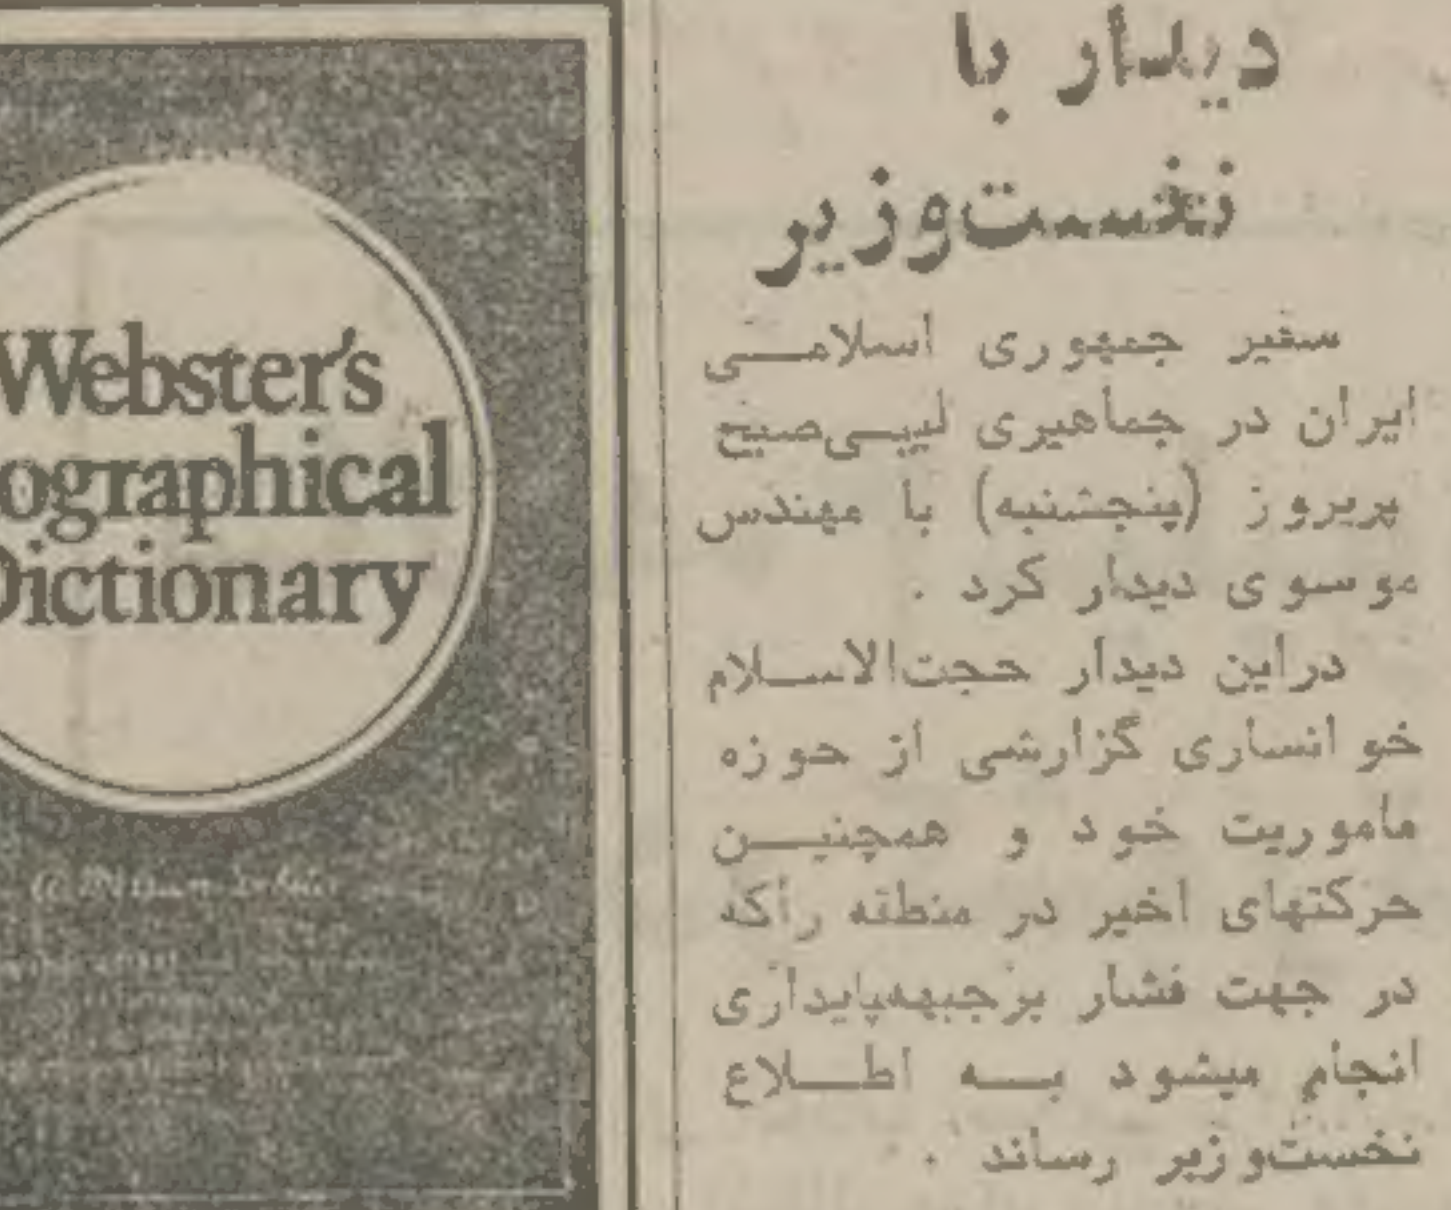 دیدار با
نخست‌وزیر
سفیر جمهوری اسلامی
ایران در جماهیری لیبی صبح
پریروز (پنجشنبه) با مهندس
موسوی دیدار کرد .
دراین دیدار حجت‌الاسلام
خوانساری گزارشی از حوزه
ماموریت خود و همچنین
حرکتهای اخیر در منطقه راکه
در جهت فشار برجبهه‌پایداری
انجام میشود به اطلاع
نخست‌وزیر رساند .
Webster's
ographical
Dictionary